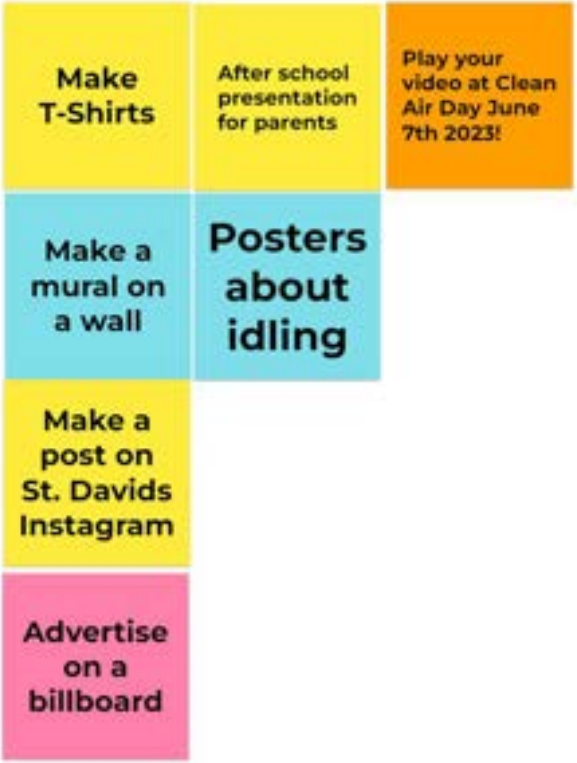 Make
T-Shirts
After school
presentation
for parents
Play your
video at Clean
Air Day June
7th 2023!
Make a
mural on
a wall
Posters
about
idling
Make a
post on
St. Davids
Instagram
Advertise
on a
billboard